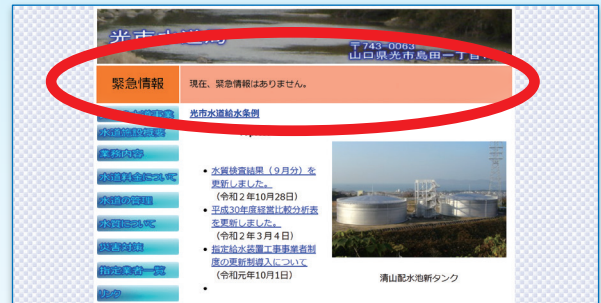 光市水道局
〒743-0063
山口県光市島田一丁目
緊急情報
現在、緊急情報はありません。
光市水道給水条例
水道施設概要
業務内容
水道料金について
水道の管理
水質について
災害対策
指定業者一覧
リンク
水質検査結果（９月分）を
更新しました。
（令和２年10月28日）
平成30年度経営比較分析表
を更新しました。
（令和２年３月４日）
指定給水装置工事事業者制
度の更新制導入について
（令和元年10月1日）
清山配水池新タンク